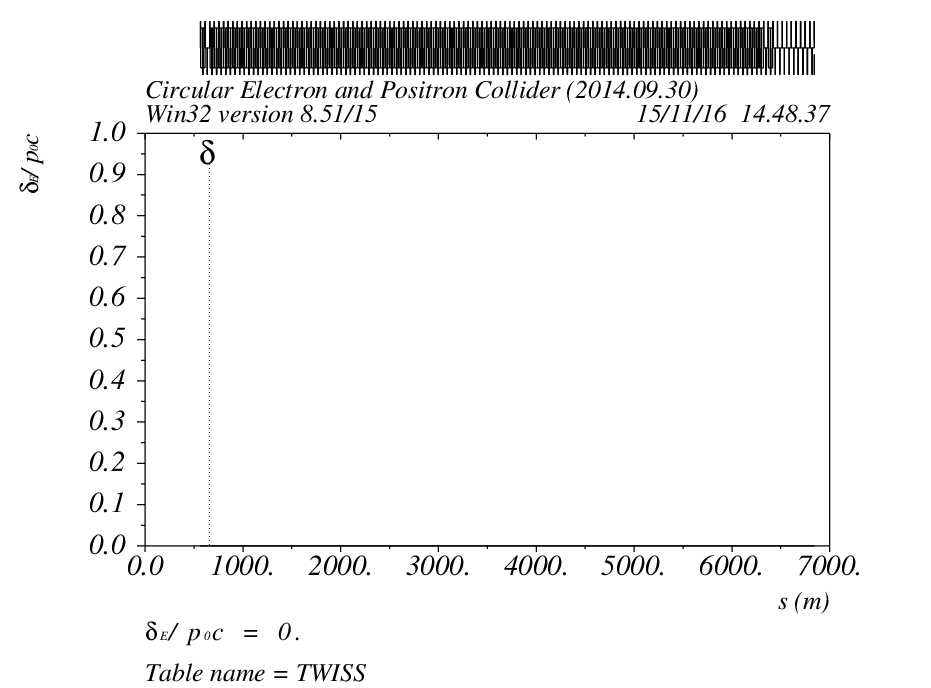 Circular Electron and Positron Collider (2014.09.30)
Win32 version 8.51/15 15/11/16 14.48.37
δE/ p0c
1.0
δ
0.9
0.8
0.7
0.6
0.5
0.4
0.3
0.2
0.1
0.0
0.0 1000. 2000. 3000. 4000. 5000. 6000. 7000.
s (m)
δE/ p0c = 0.
Table name = TWISS